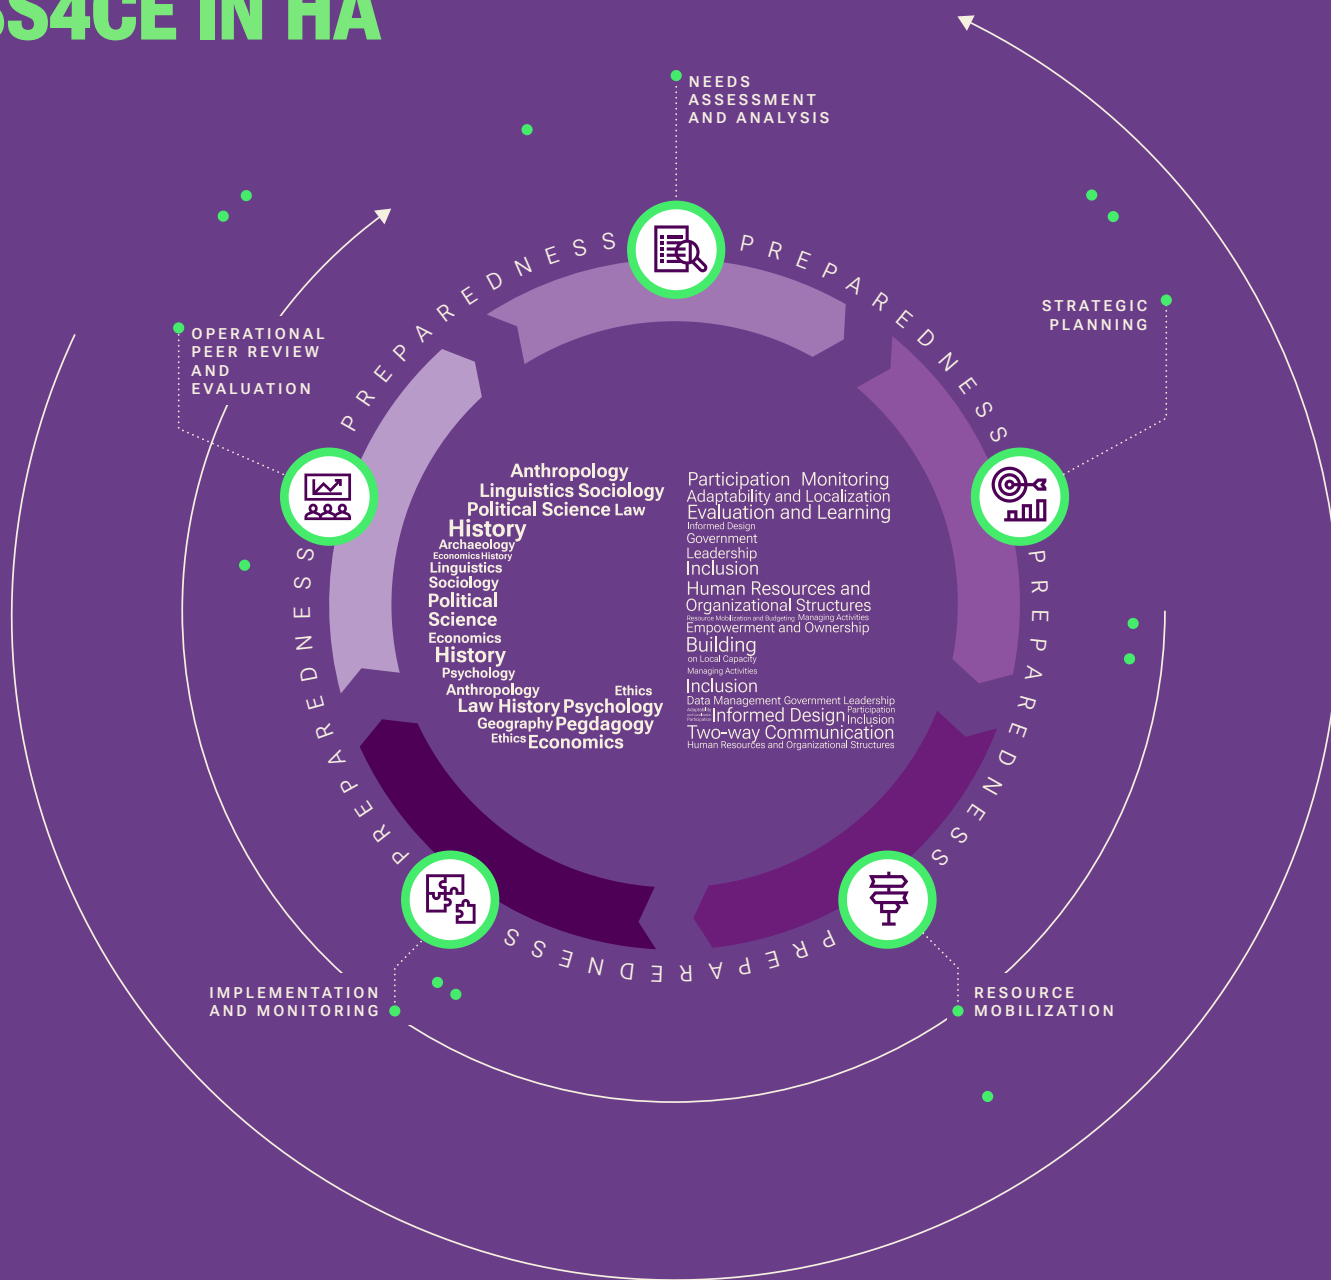 SS4CE IN HA
NEEDS
ASSESSMENT
AND ANALYSIS
STRATEGIC
PLANNING
OPERATIONAL
PEER REVIEW
AND
EVALUATION
PREPAREDNESS
PREPAREDNESS
PREPAREDNESS
PREPAREDNESS
PREPAREDNESS
Anthropology
Linguistics Sociology
Political Science Law
History
Archaeology
Economics History
Linguistics
Sociology
Political
Science
Economics
History
Psychology
Anthropology Ethics
Law History Psychology
Geography Pegdagogy
Ethics Economics
Participation Monitoring
Adaptability and Localization
Evaluation and Learning
Informed Design
Government
Leadership
Inclusion
Human Resources and
Organizational Structures
Resource Mobilization and Budgeting Managing Activities
Empowerment and Ownership
Building
on Local Capacity
Managing Activities
Inclusion
Data Management Government Leadership
Participation
Informed Design Inclusion
Participation
Two-way Communication
Human Resources and Organizational Structures
IMPLEMENTATION
AND MONITORING
RESOURCE
MOBILIZATION